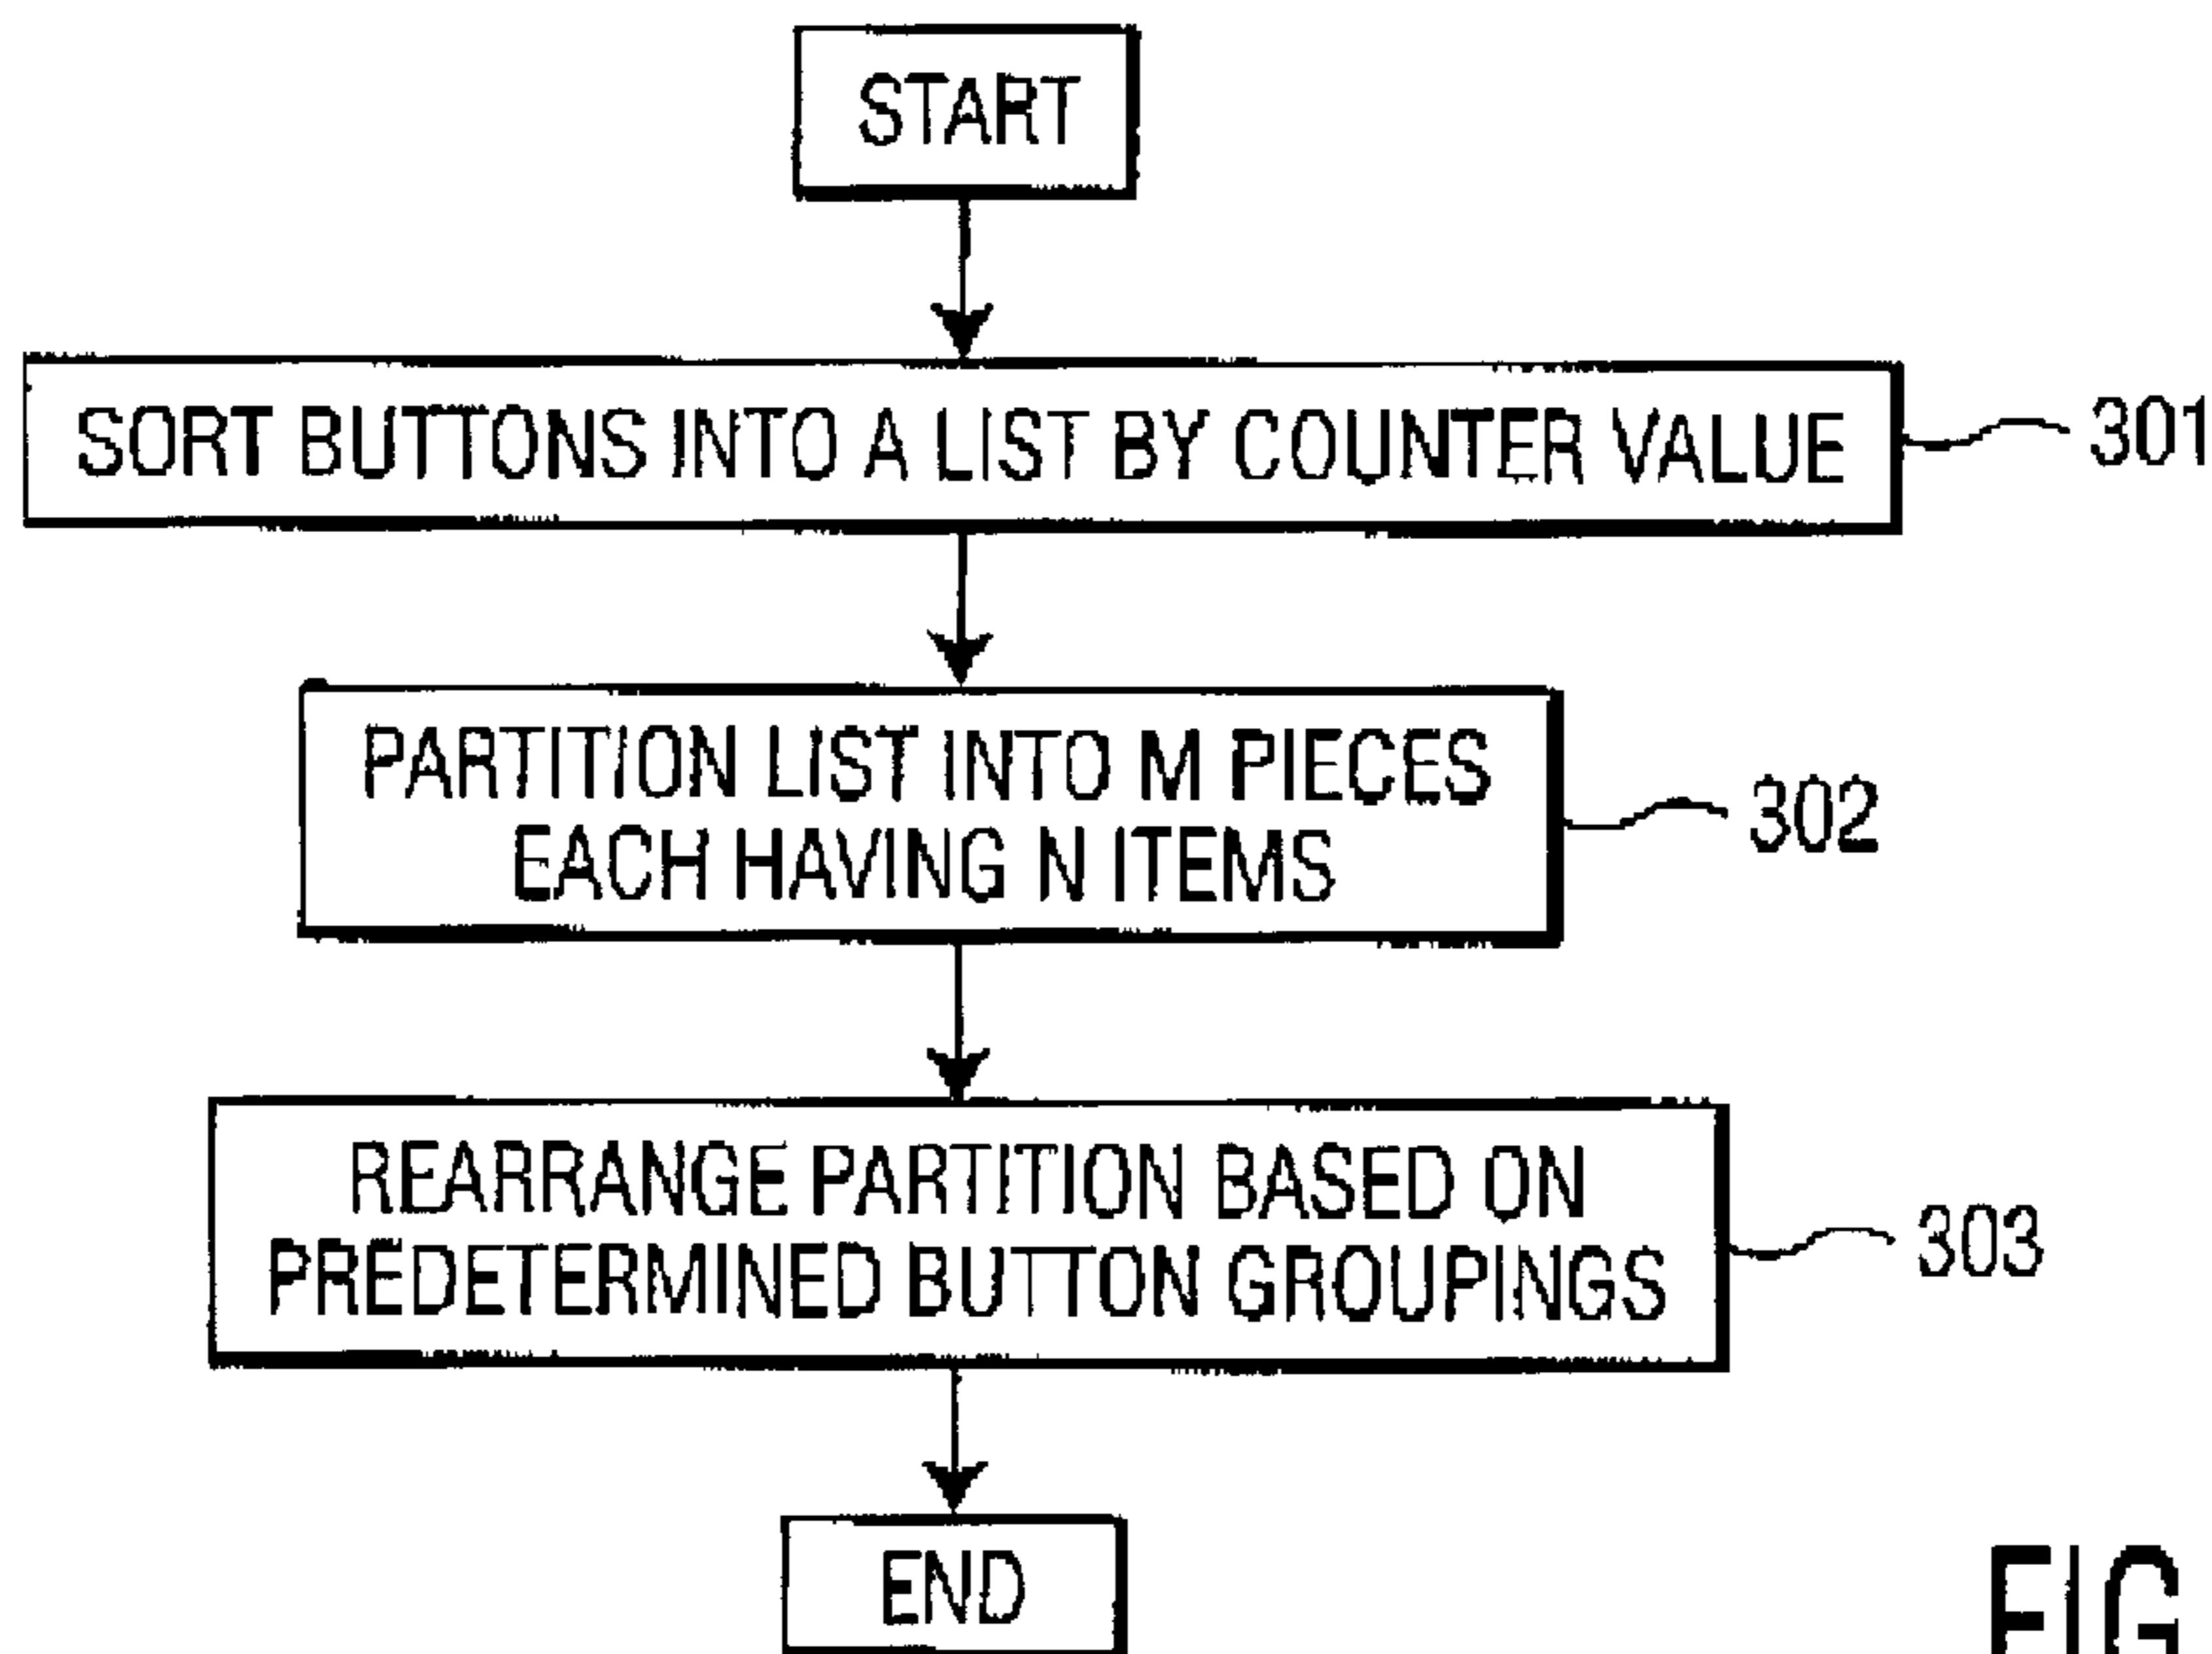 START
SORT BUTTONS INTO A LIST BY COUNTER VALUE
301
PARTITION LIST INTO M PIECES
EACH HAVING N ITEMS
302
REARRANGE PARTITION BASED ON
PREDETERMINED BUTTON GROUPINGS
303
END
FIG